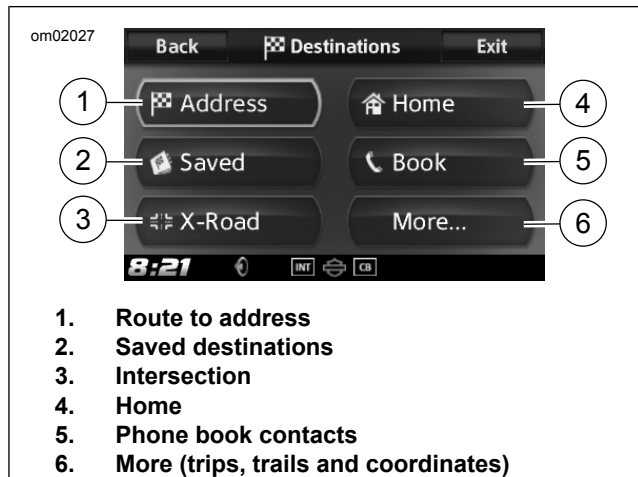 om02027
Back Destinations Exit
1 Address Home 4
2 Saved Book 5
3 X-Road More... 6
8:21 INT CB
1. Route to address
2. Saved destinations
3. Intersection
4. Home
5. Phone book contacts
6. More (trips, trails and coordinates)